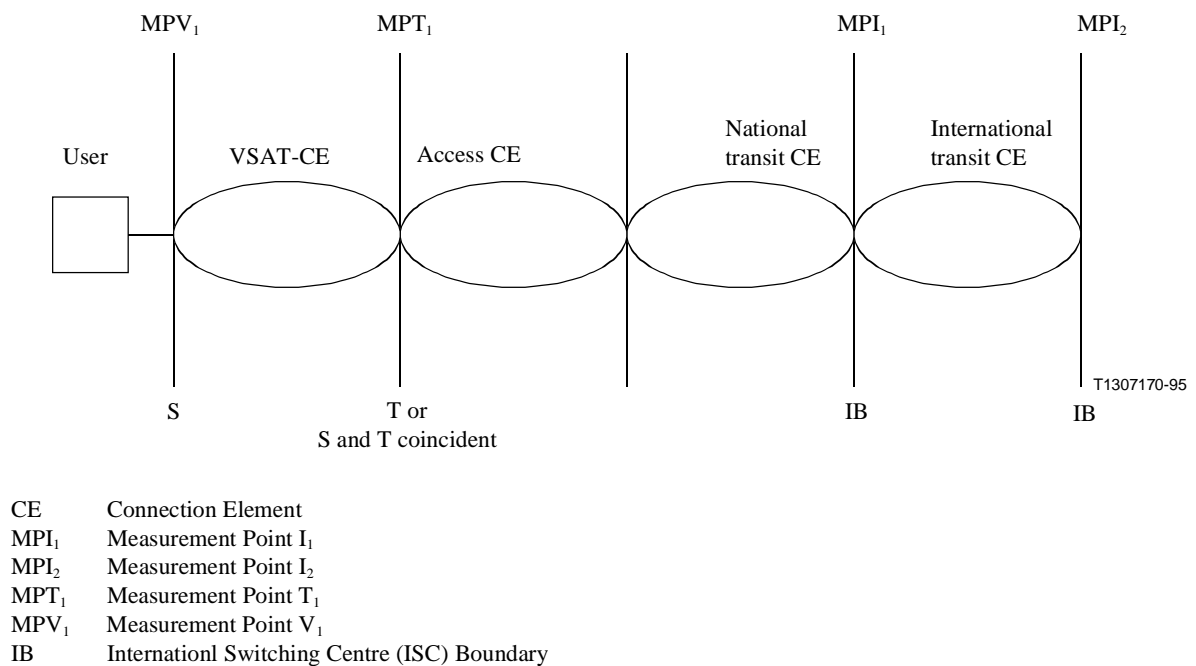 MPV₁ MPT₁ MPI₁ MPI₂
User VSAT-CE Access CE National transit CE International transit CE
T1307170-95
S T or S and T coincident IB IB
CE Connection Element
MPI₁ Measurement Point I₁
MPI₂ Measurement Point I₂
MPT₁ Measurement Point T₁
MPV₁ Measurement Point V₁
IB Internationl Switching Centre (ISC) Boundary